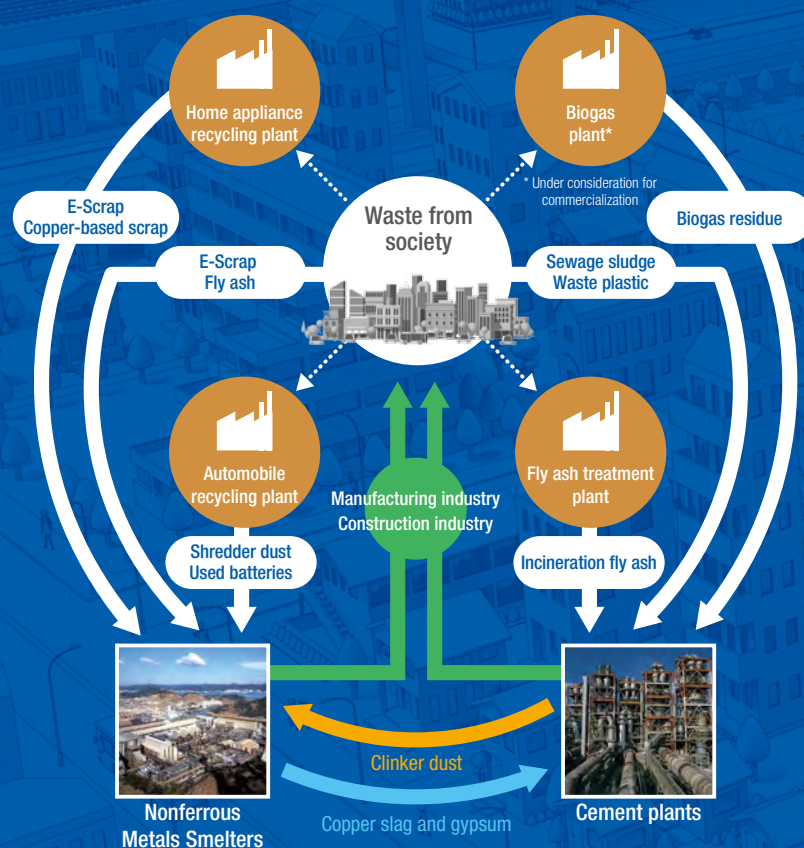 Home appliance
recycling plant
Biogas
plant*
* Under consideration for
commercialization
E-Scrap
Copper-based scrap
Waste from
society
Biogas residue
E-Scrap
Fly ash
Sewage sludge
Waste plastic
Automobile
recycling plant
Manufacturing industry
Construction industry
Fly ash treatment
plant
Shredder dust
Used batteries
Incineration fly ash
Clinker dust
Nonferrous
Metals Smelters
Copper slag and gypsum
Cement plants